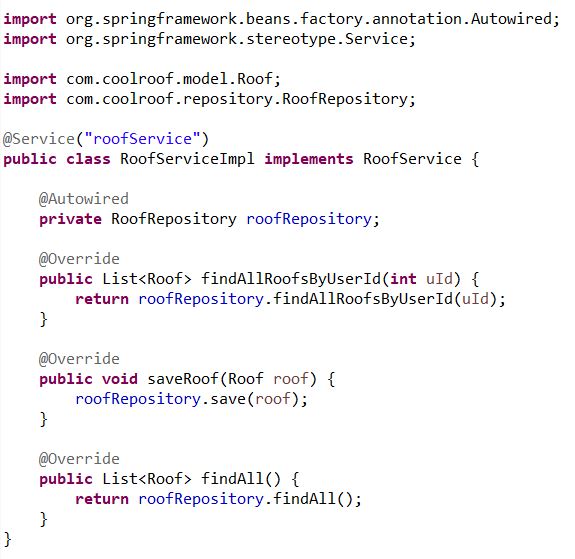 import org.springframework.beans.factory.annotation.Autowired;
import org.springframework.stereotype.Service;

import com.coolroof.model.Roof;
import com.coolroof.repository.RoofRepository;

@Service("roofService")
public class RoofServiceImpl implements RoofService {

    @Autowired
    private RoofRepository roofRepository;

    @Override
    public List<Roof> findAllRoofsByUserId(int uId) {
        return roofRepository.findAllRoofsByUserId(uId);
    }

    @Override
    public void saveRoof(Roof roof) {
        roofRepository.save(roof);
    }

    @Override
    public List<Roof> findAll() {
        return roofRepository.findAll();
    }
}